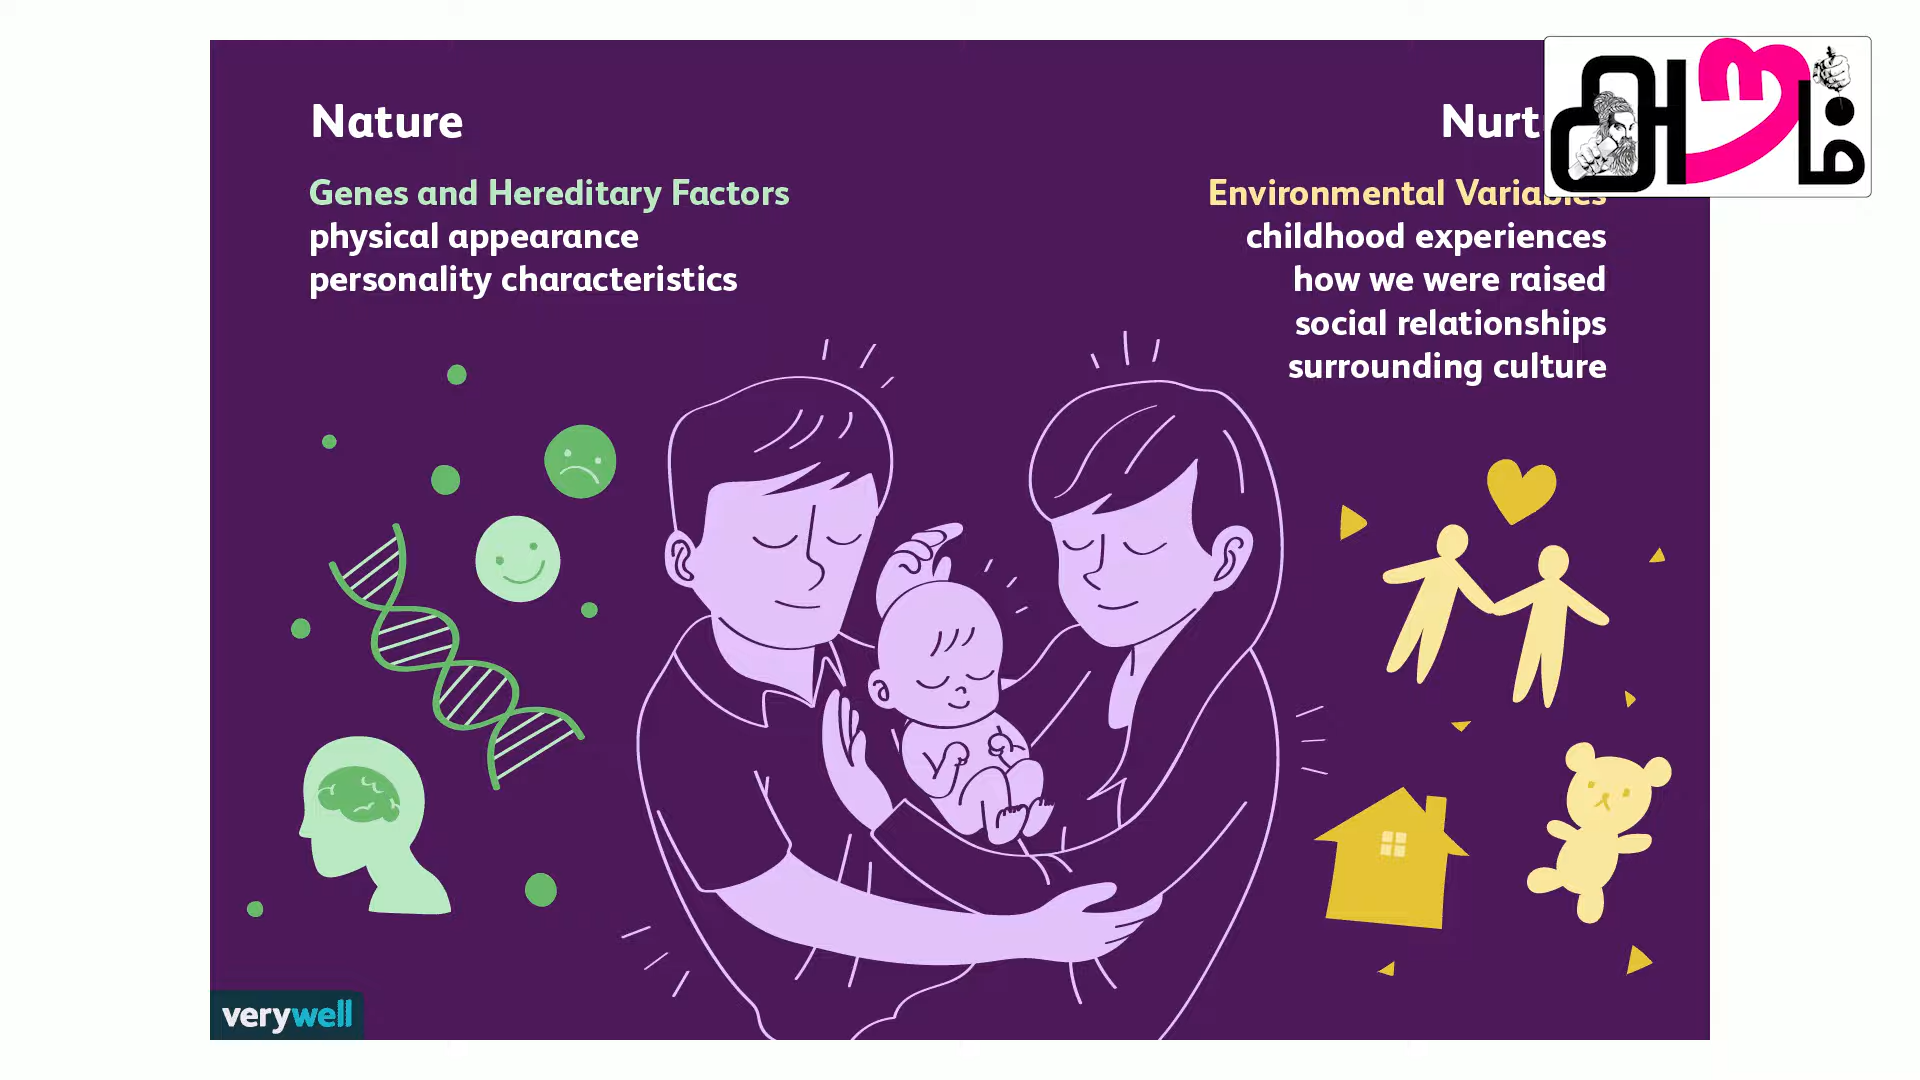 Nature
Genes and Hereditary Factors
physical appearance
personality characteristics
Environmental Variables
childhood experiences
how we were raised
social relationships
surrounding culture
verywell